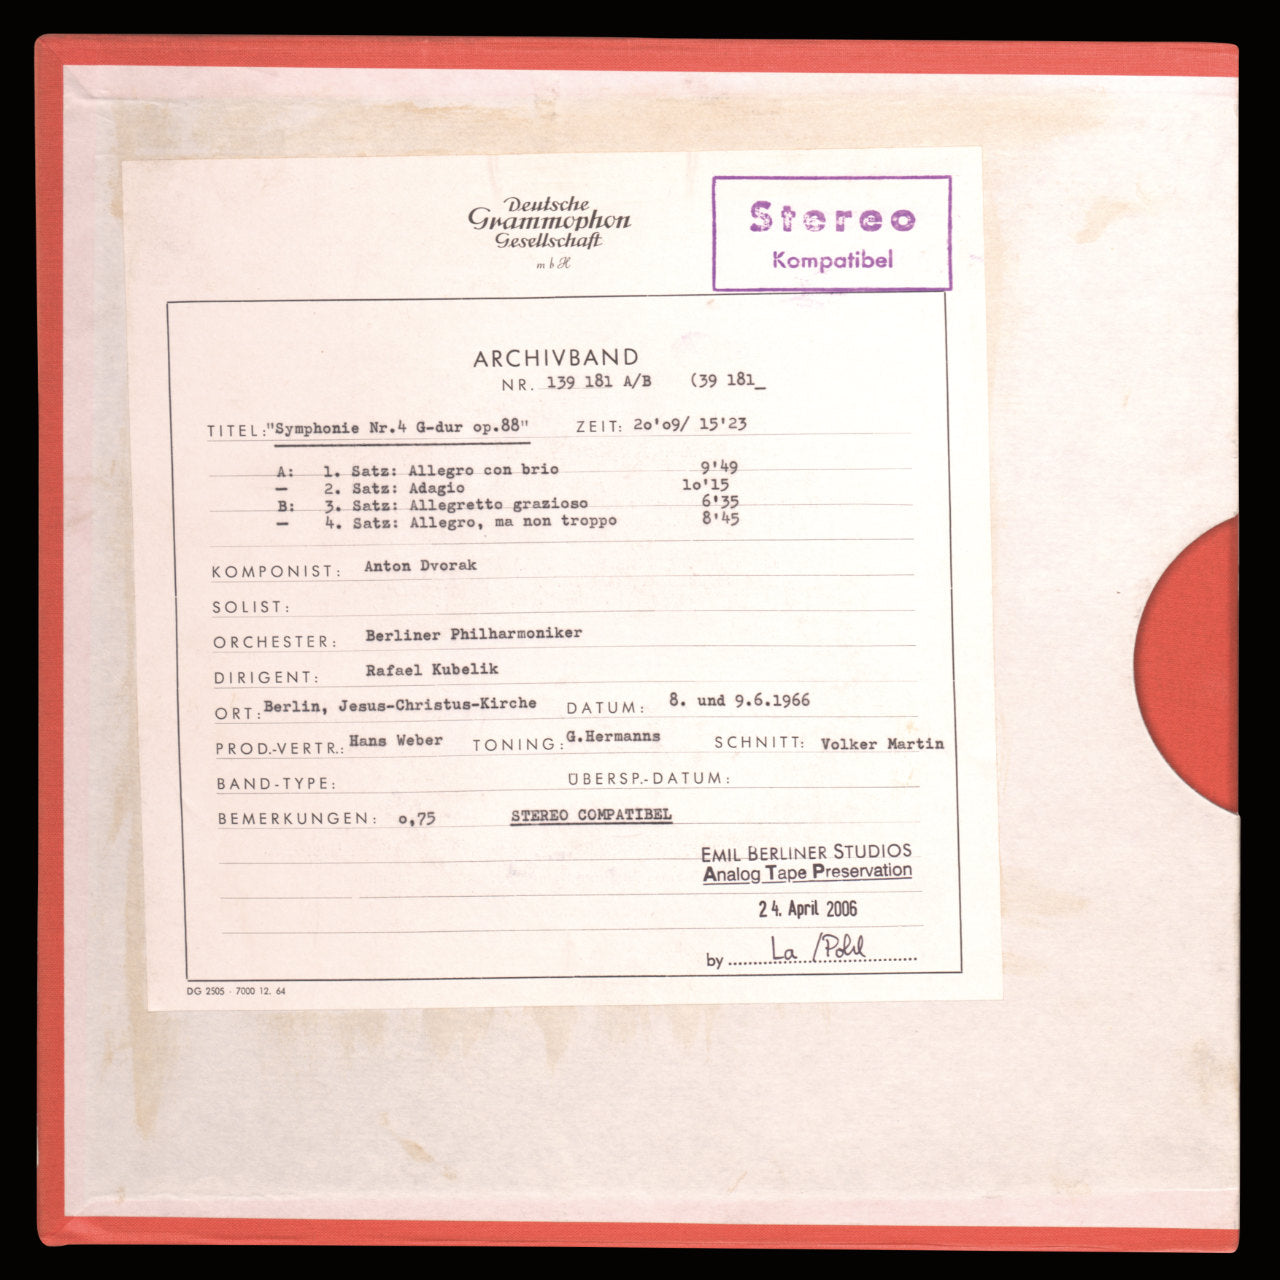 Deutsche
Grammophon
Gesellschaft
mbH
Stereo
Kompatibel
ARCHIVBAND
NR. 139 181 A/B (39 181_
TITEL: "Symphonie Nr.4 G-dur op.88" ZEIT: 2o'o9/ 15'23
A: 1. Satz: Allegro con brio 9'49
— 2. Satz: Adagio 1o'15
B: 3. Satz: Allegretto grazioso 6'35
— 4. Satz: Allegro, ma non troppo 8'45
KOMPONIST: Anton Dvorak
SOLIST:
ORCHESTER: Berliner Philharmoniker
DIRIGENT: Rafael Kubelik
ORT: Berlin, Jesus-Christus-Kirche DATUM: 8. und 9.6.1966
PROD.-VERTR.: Hans Weber TONING: G.Hermanns SCHNITT: Volker Martin
BAND-TYPE: ÜBERSP.-DATUM:
BEMERKUNGEN: o,75 STEREO COMPATIBEL
EMIL BERLINER STUDIOS
Analog Tape Preservation
24. April 2006
by La /Pohl
DG 2505 · 7000 12. 64